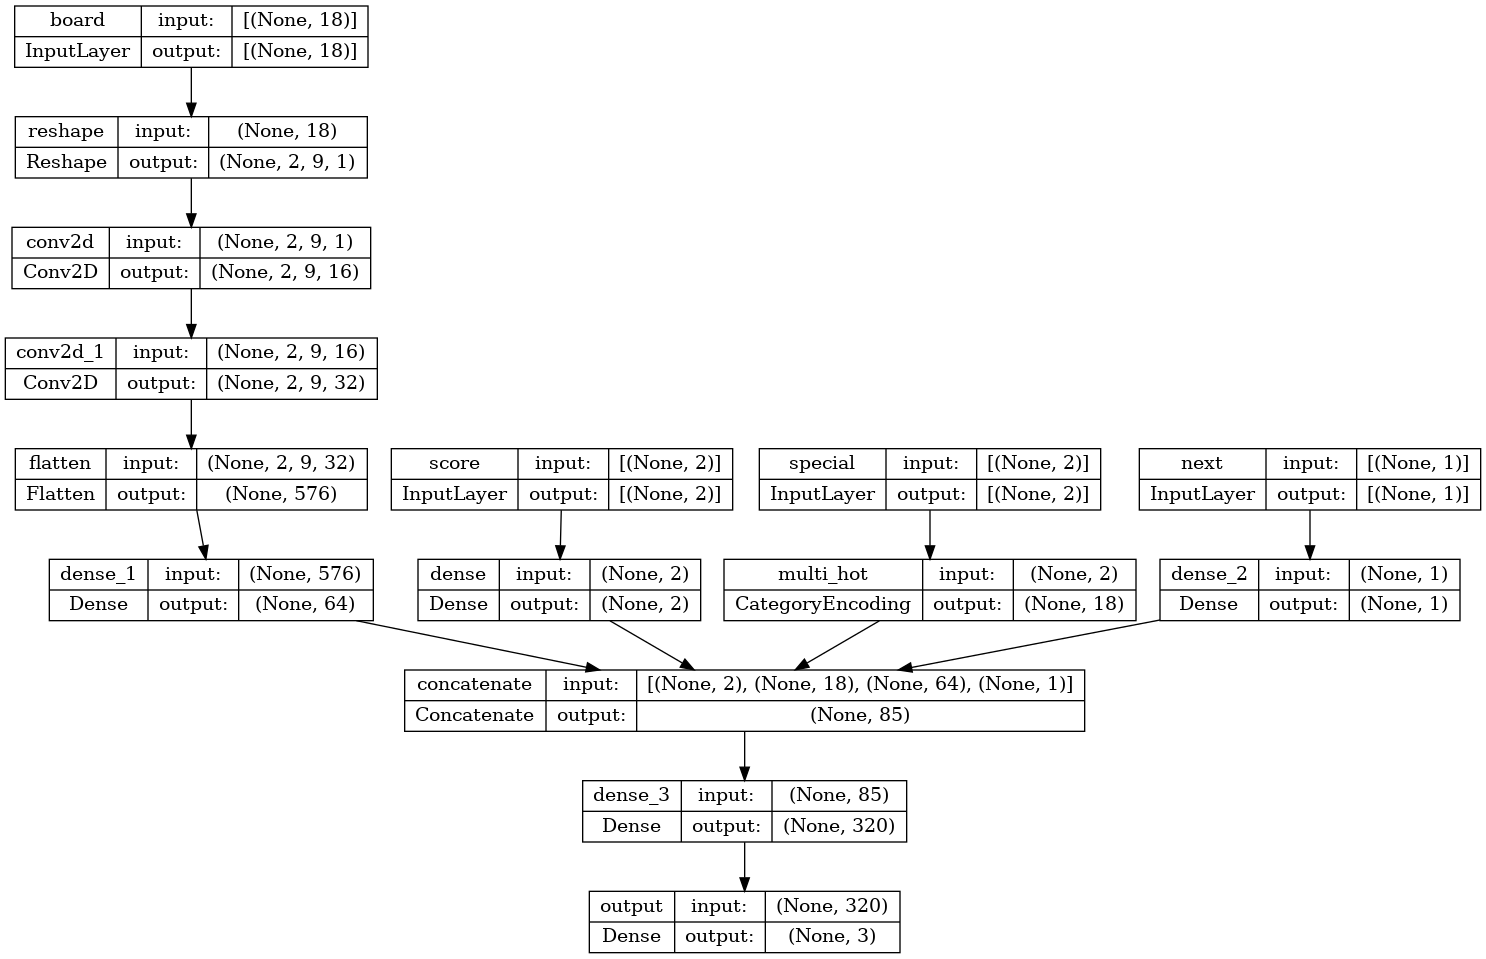 board input: [(None, 18)]
InputLayer output: [(None, 18)]
reshape input: (None, 18)
Reshape output: (None, 2, 9, 1)
conv2d input: (None, 2, 9, 1)
Conv2D output: (None, 2, 9, 16)
conv2d_1 input: (None, 2, 9, 16)
Conv2D output: (None, 2, 9, 32)
flatten input: (None, 2, 9, 32)
Flatten output: (None, 576)
score input: [(None, 2)]
InputLayer output: [(None, 2)]
special input: [(None, 2)]
InputLayer output: [(None, 2)]
next input: [(None, 1)]
InputLayer output: [(None, 1)]
dense_1 input: (None, 576)
Dense output: (None, 64)
dense input: (None, 2)
Dense output: (None, 2)
multi_hot input: (None, 2)
CategoryEncoding output: (None, 18)
dense_2 input: (None, 1)
Dense output: (None, 1)
concatenate input: [(None, 2), (None, 18), (None, 64), (None, 1)]
Concatenate output: (None, 85)
dense_3 input: (None, 85)
Dense output: (None, 320)
output input: (None, 320)
Dense output: (None, 3)